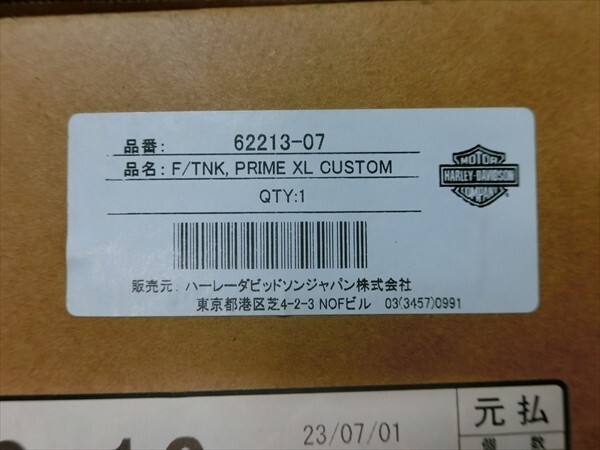 品番: 62213-07
品名: F/TNK, PRIME XL CUSTOM
QTY:1
MOTOR
HARLEY-DAVIDSON
COMPANY
販売元: ハーレーダビッドソンジャパン株式会社
東京都港区芝4-2-3 NOFビル 03(3457)0991
元払
23/07/01
個数